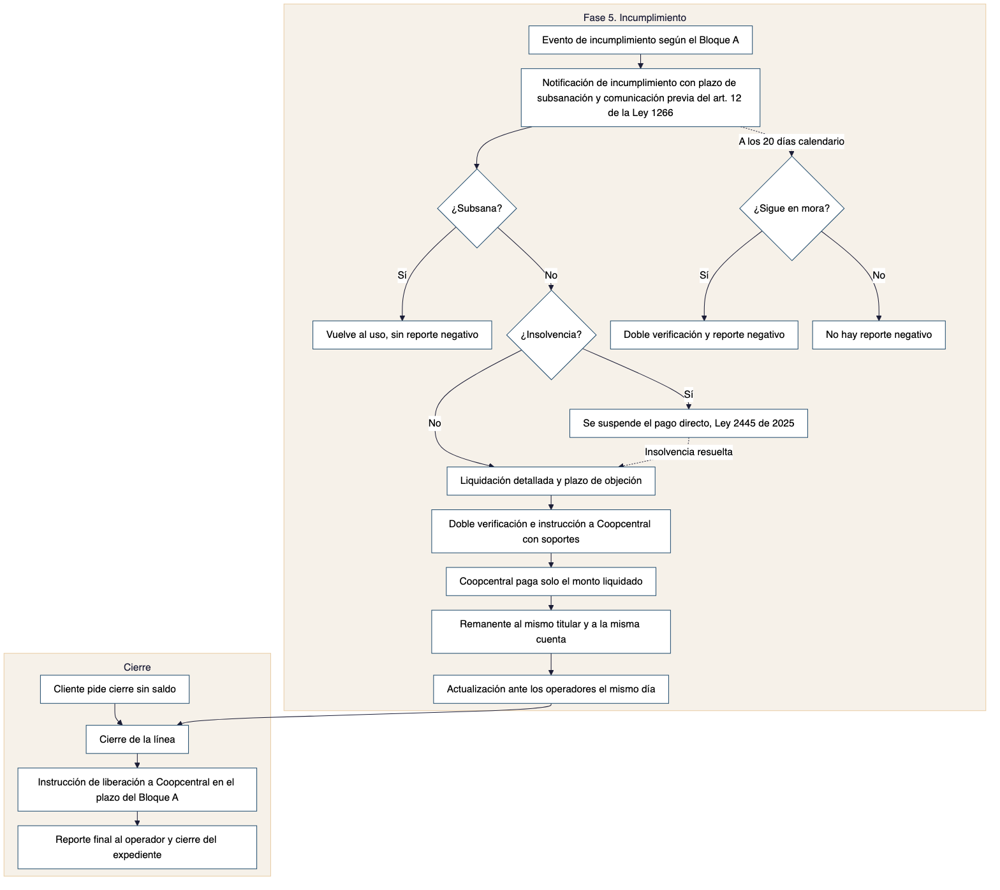 Fase 5. Incumplimiento
Evento de incumplimiento según el Bloque A
Notificación de incumplimiento con plazo de
subsanación y comunicación previa del art. 12
de la Ley 1266
A los 20 días calendario
¿Subsana?
¿Sigue en mora?
Sí
No
Sí
No
Vuelve al uso, sin reporte negativo
¿Insolvencia?
Doble verificación y reporte negativo
No hay reporte negativo
Sí
No
Se suspende el pago directo, Ley 2445 de 2025
Insolvencia resuelta
Liquidación detallada y plazo de objeción
Doble verificación e instrucción a Coopcentral
con soportes
Coopcentral paga solo el monto liquidado
Remanente al mismo titular y a la misma
cuenta
Actualización ante los operadores el mismo día
Cierre
Cliente pide cierre sin saldo
Cierre de la línea
Instrucción de liberación a Coopcentral en el
plazo del Bloque A
Reporte final al operador y cierre del
expediente